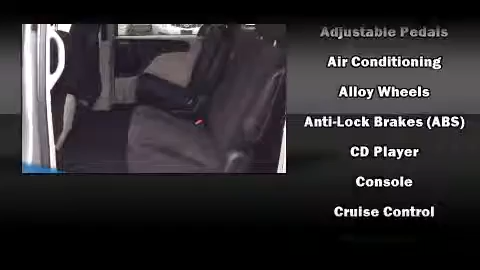 Adjustable Pedals
Air Conditioning
Alloy Wheels
Anti-Lock Brakes (ABS)
CD Player
Console
Cruise Control